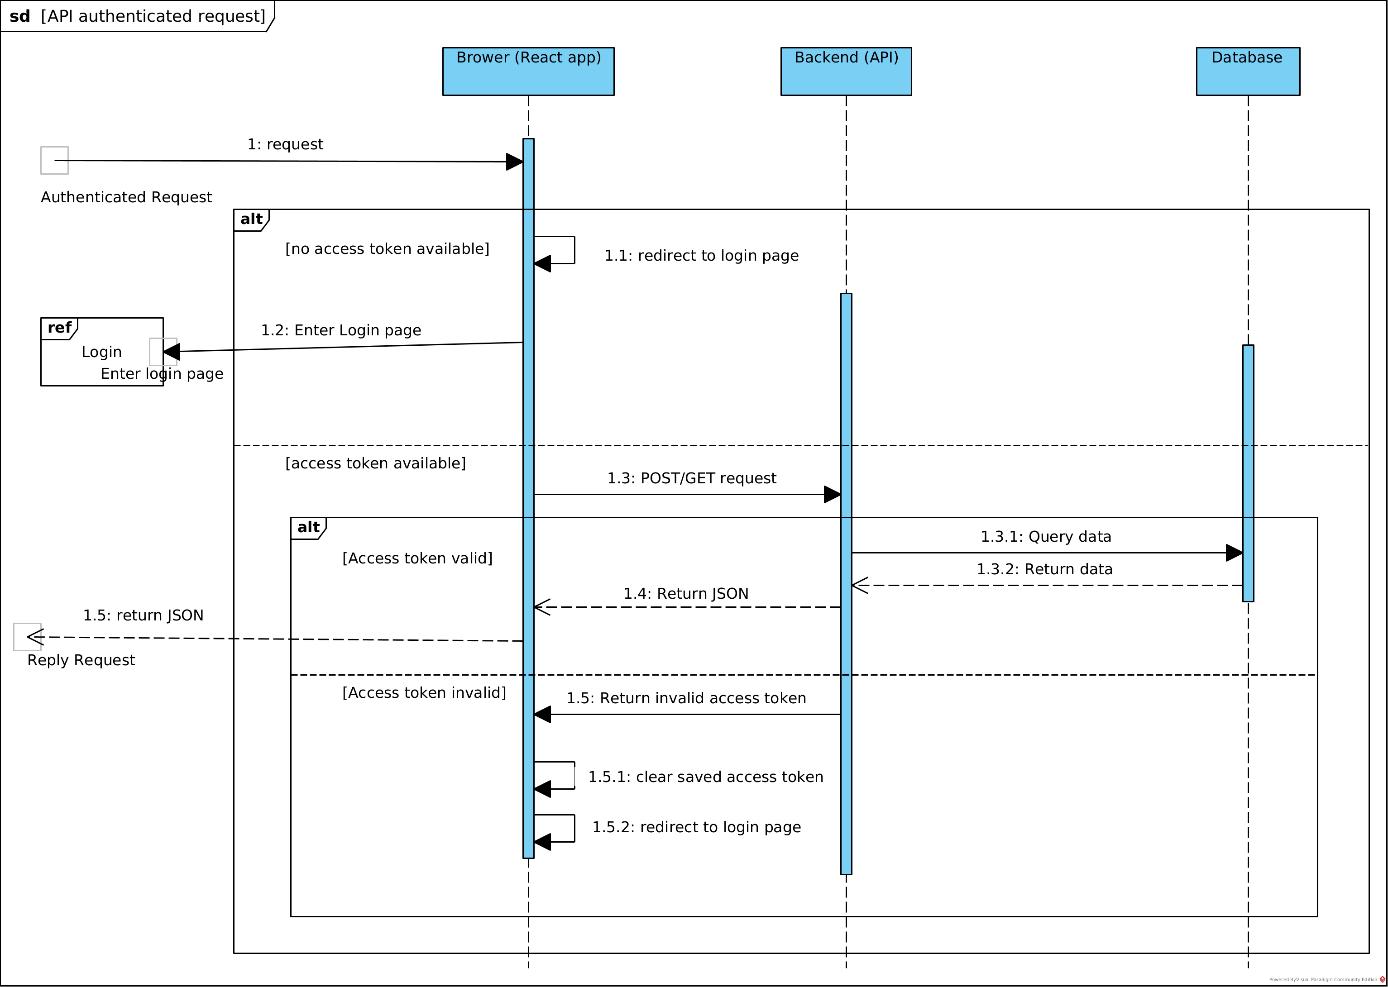 sd [API authenticated request]
Brower (React app)
Backend (API)
Database
1: request
Authenticated Request
alt
[no access token available]
1.1: redirect to login page
ref
Login
Enter login page
1.2: Enter Login page
[access token available]
1.3: POST/GET request
alt
[Access token valid]
1.3.1: Query data
1.3.2: Return data
1.4: Return JSON
1.5: return JSON
Reply Request
[Access token invalid]
1.5: Return invalid access token
1.5.1: clear saved access token
1.5.2: redirect to login page
Paradigm Community Edition